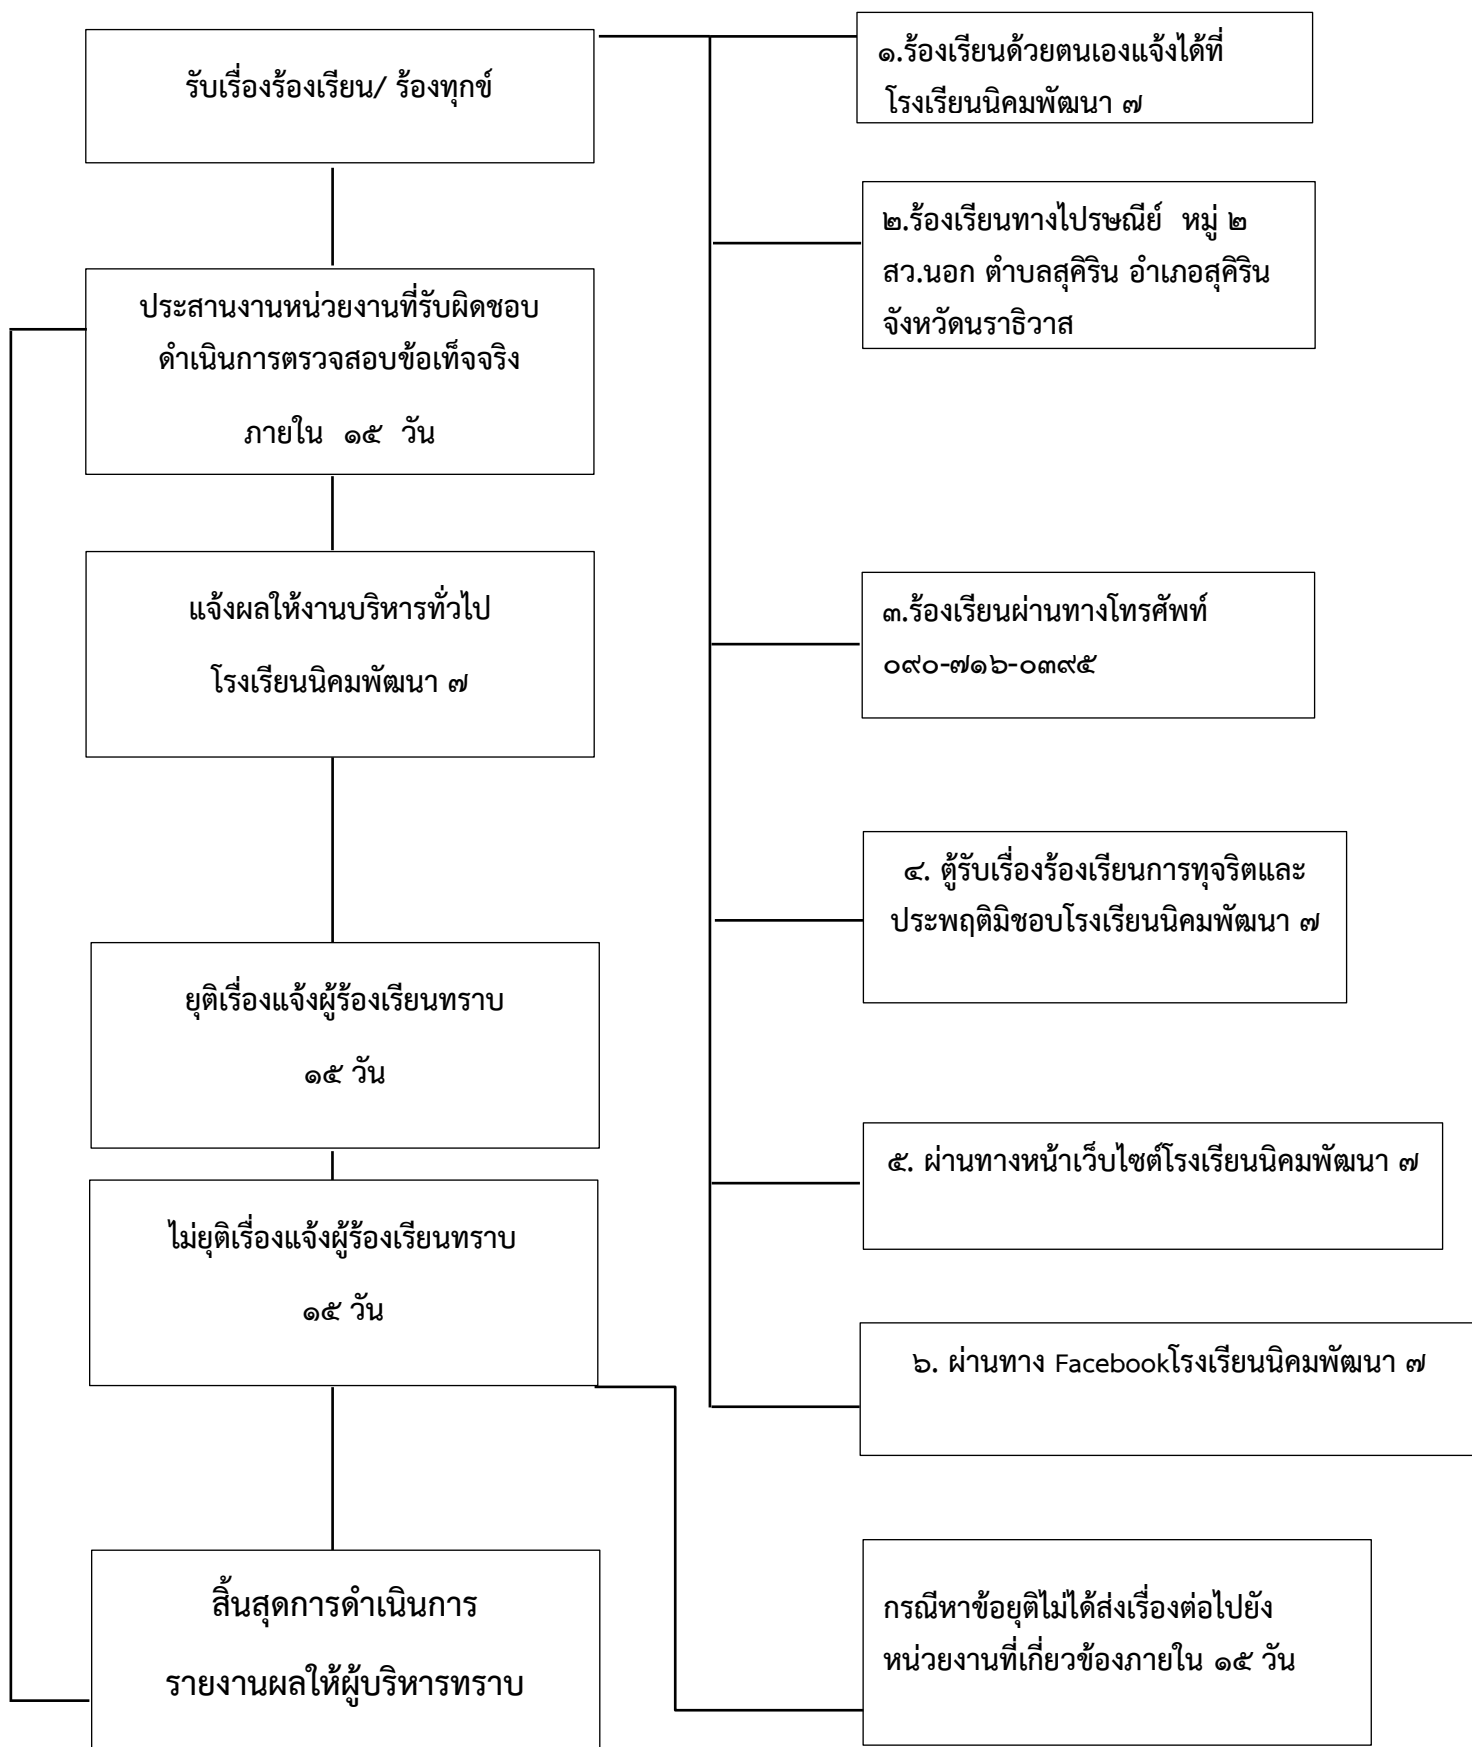 รับเรื่องร้องเรียน/ ร้องทุกข์
ประสานงานหน่วยงานที่รับผิดชอบ
ดำเนินการตรวจสอบข้อเท็จจริง
ภายใน ๑๕ วัน
แจ้งผลให้งานบริหารทั่วไป
โรงเรียนนิคมพัฒนา ๗
ยุติเรื่องแจ้งผู้ร้องเรียนทราบ
๑๕ วัน
ไม่ยุติเรื่องแจ้งผู้ร้องเรียนทราบ
๑๕ วัน
สิ้นสุดการดำเนินการ
รายงานผลให้ผู้บริหารทราบ
๑.ร้องเรียนด้วยตนเองแจ้งได้ที่
โรงเรียนนิคมพัฒนา ๗
๒.ร้องเรียนทางไปรษณีย์ หมู่ ๒
สว.นอก ตำบลสุคิริน อำเภอสุคิริน
จังหวัดนราธิวาส
๓.ร้องเรียนผ่านทางโทรศัพท์
๐๙๐-๗๑๖-๐๓๙๕
๔. ตู้รับเรื่องร้องเรียนการทุจริตและ
ประพฤติมิชอบโรงเรียนนิคมพัฒนา ๗
๕. ผ่านทางหน้าเว็บไซต์โรงเรียนนิคมพัฒนา ๗
๖. ผ่านทาง Facebookโรงเรียนนิคมพัฒนา ๗
กรณีหาข้อยุติไม่ได้ส่งเรื่องต่อไปยัง
หน่วยงานที่เกี่ยวข้องภายใน ๑๕ วัน